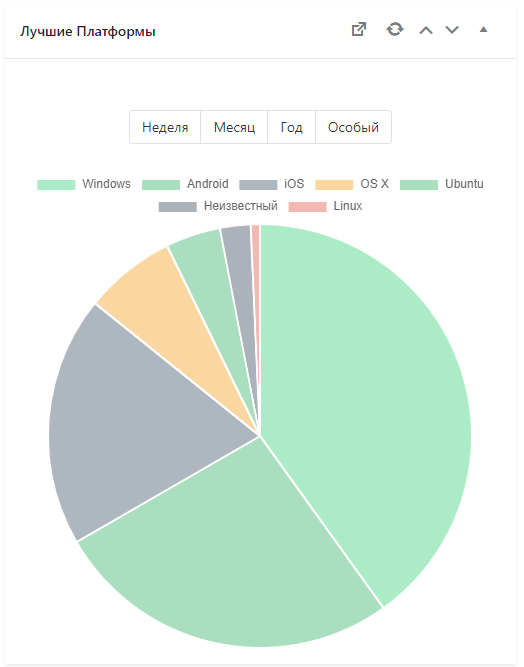 Лучшие Платформы
Неделя Месяц Год Особый
Windows Android iOS OS X Ubuntu
Неизвестный Linux